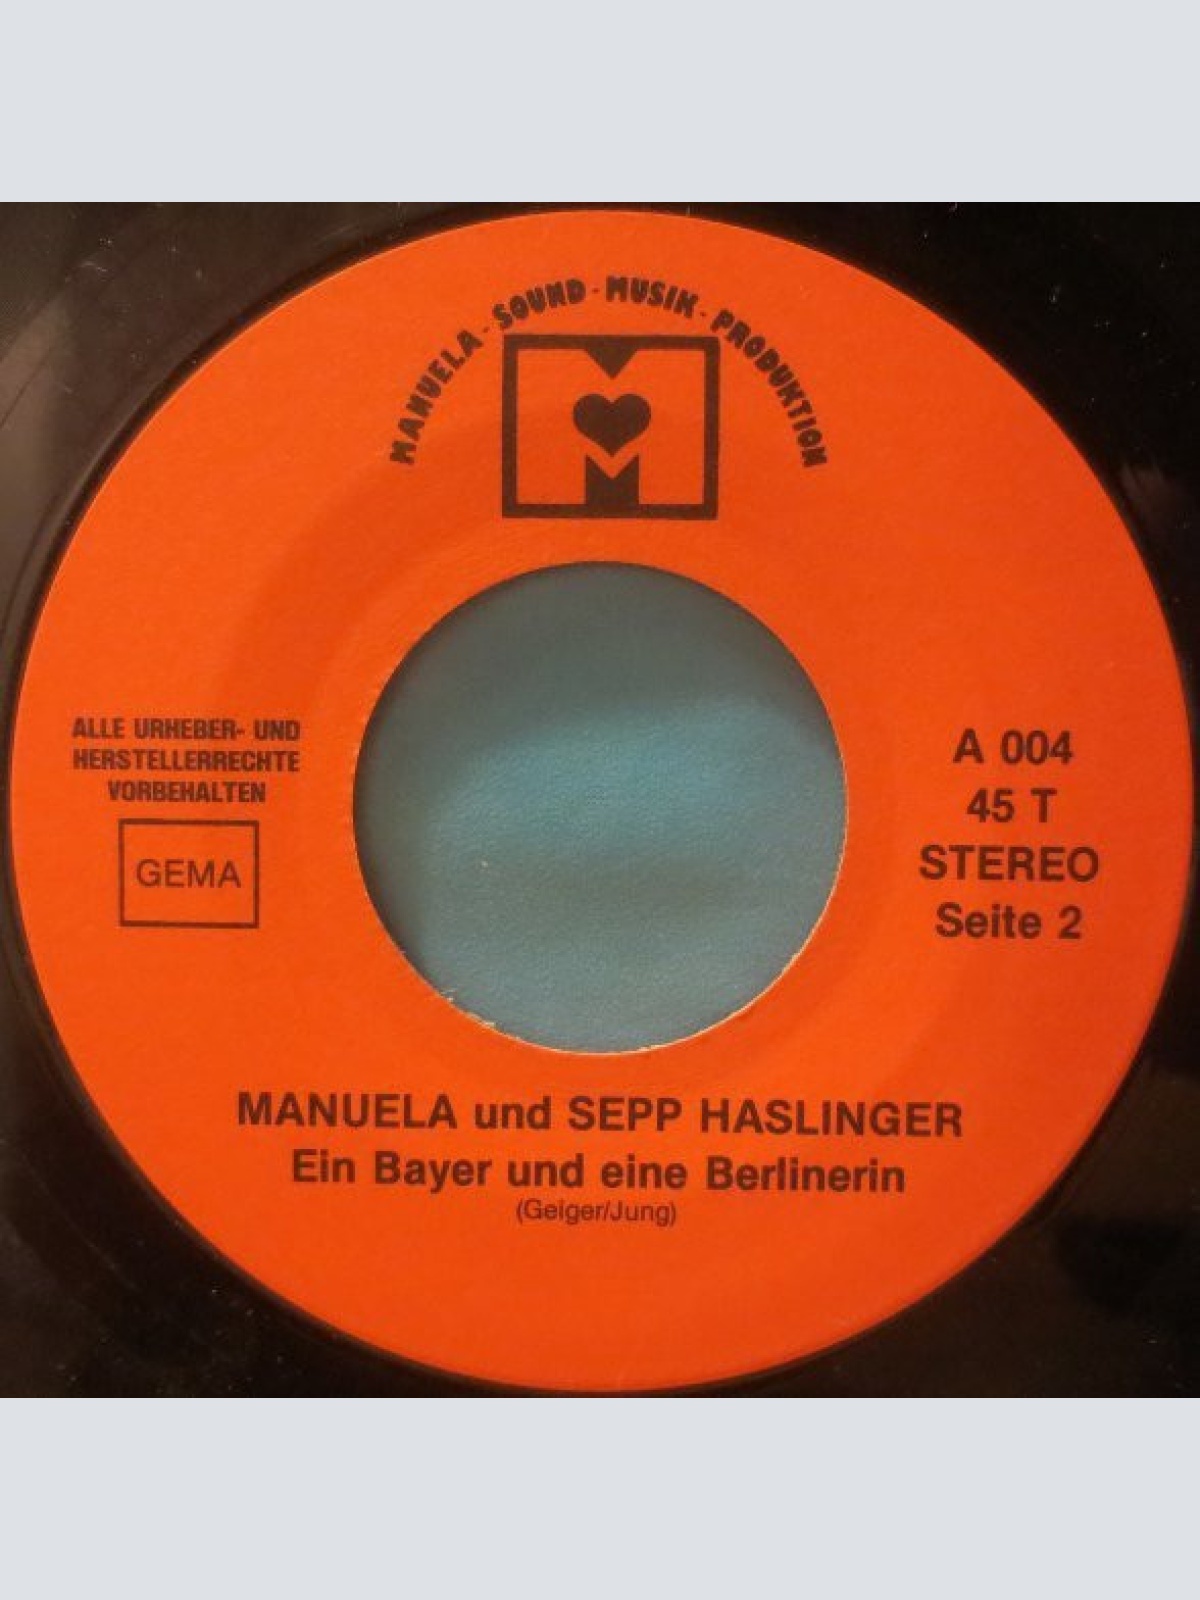 MANUELA - SOUND - MUSIK - PRODUKTION
M
ALLE URHEBER- UND
HERSTELLERRECHTE
VORBEHALTEN
GEMA
A 004
45 T
STEREO
Seite 2
MANUELA und SEPP HASLINGER
Ein Bayer und eine Berlinerin
(Geiger/Jung)